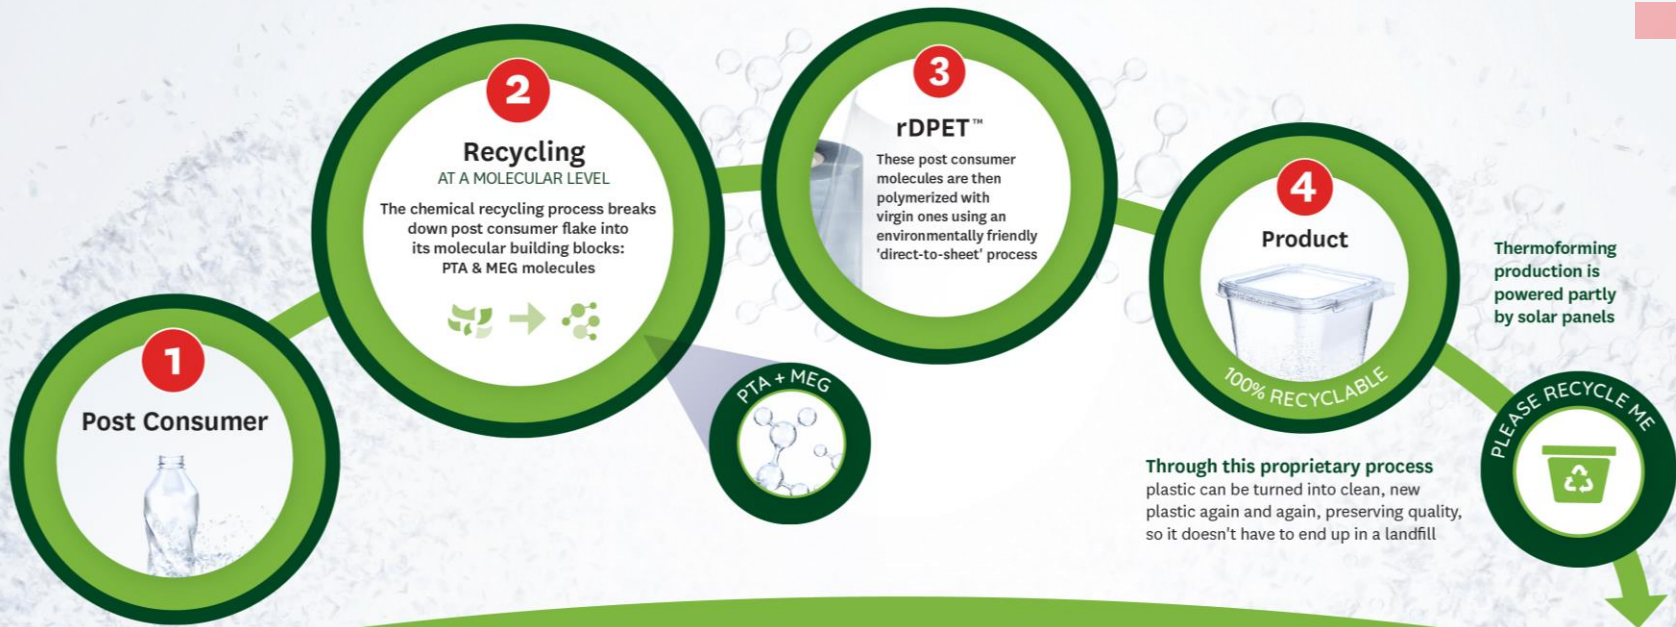 1
Post Consumer
2
Recycling
AT A MOLECULAR LEVEL
The chemical recycling process breaks
down post consumer flake into
its molecular building blocks:
PTA & MEG molecules
PTA + MEG
3
rDPET™
These post consumer
molecules are then
polymerized with
virgin ones using an
environmentally friendly
'direct-to-sheet' process
4
Product
100% RECYCLABLE
Thermoforming
production is
powered partly
by solar panels
Through this proprietary process
plastic can be turned into clean, new
plastic again and again, preserving quality,
so it doesn't have to end up in a landfill
PLEASE RECYCLE ME